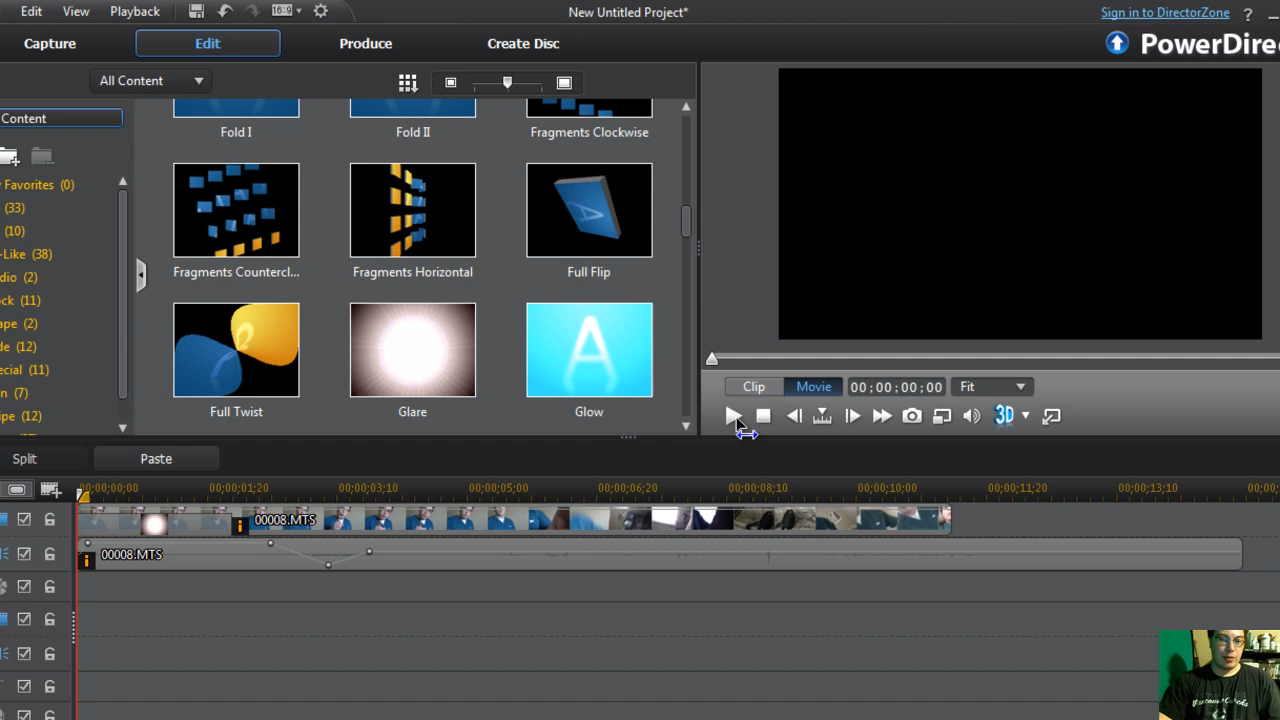 Edit View Playback 16:9 New Untitled Project* Sign in to DirectorZone ?
Capture Edit Produce Create Disc PowerDire
All Content
Content
Fold I Fold II Fragments Clockwise
y Favorites (0)
(33)
(10)
-Like (38)
dio (2)
ock (11)
ape (2)
de (12)
ecial (11)
n (7)
ipe (12)
Fragments Countercl... Fragments Horizontal Full Flip
A
Full Twist Glare Glow
Clip Movie 00;00;00;00 Fit
3D
Split Paste
00;00;00;00 00;00;01;20 00;00;03;10 00;00;05;00 00;00;06;20 00;00;08;10 00;00;10;00 00;00;11;20 00;00;13;10 00;00
00008.MTS
00008.MTS